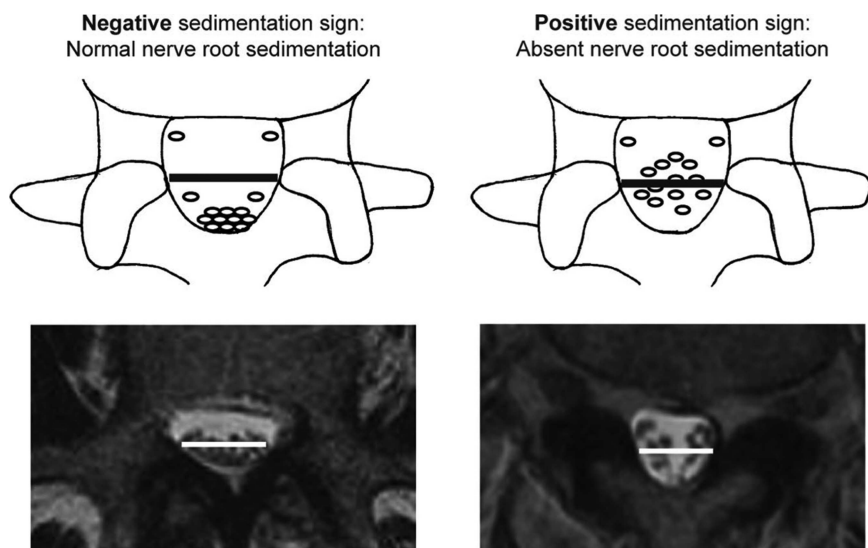 Negative sedimentation sign:
Normal nerve root sedimentation
Positive sedimentation sign:
Absent nerve root sedimentation